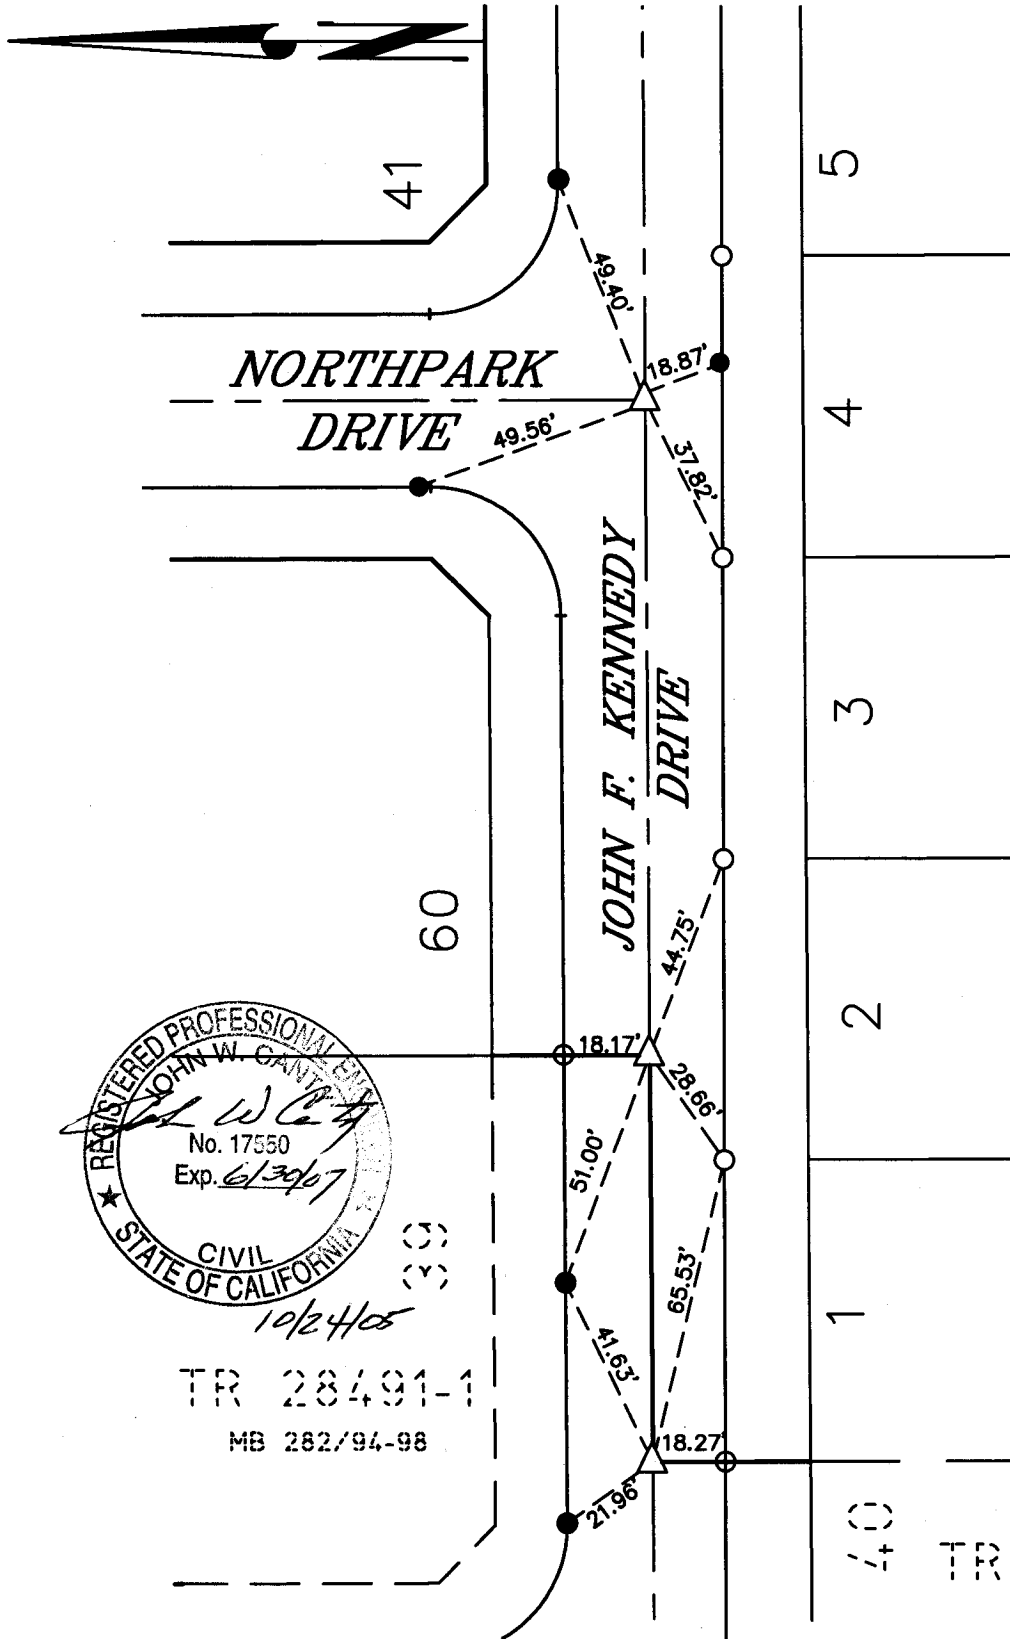 N
41
5
49.40'
NORTHPARK
DRIVE
18.87'
4
49.56'
37.82'
JOHN F. KENNEDY
DRIVE
3
60
44.75'
2
18.17'
28.66'
REGISTERED PROFESSIONAL
JOHN W.
No. 17550
Exp. 6/30/07
CIVIL
STATE OF CALIFORNIA
10/24/05
51.00'
39
65.53'
1
41.63'
TR 28491-1
MB 282/94-98
18.27'
21.96'
40
TR